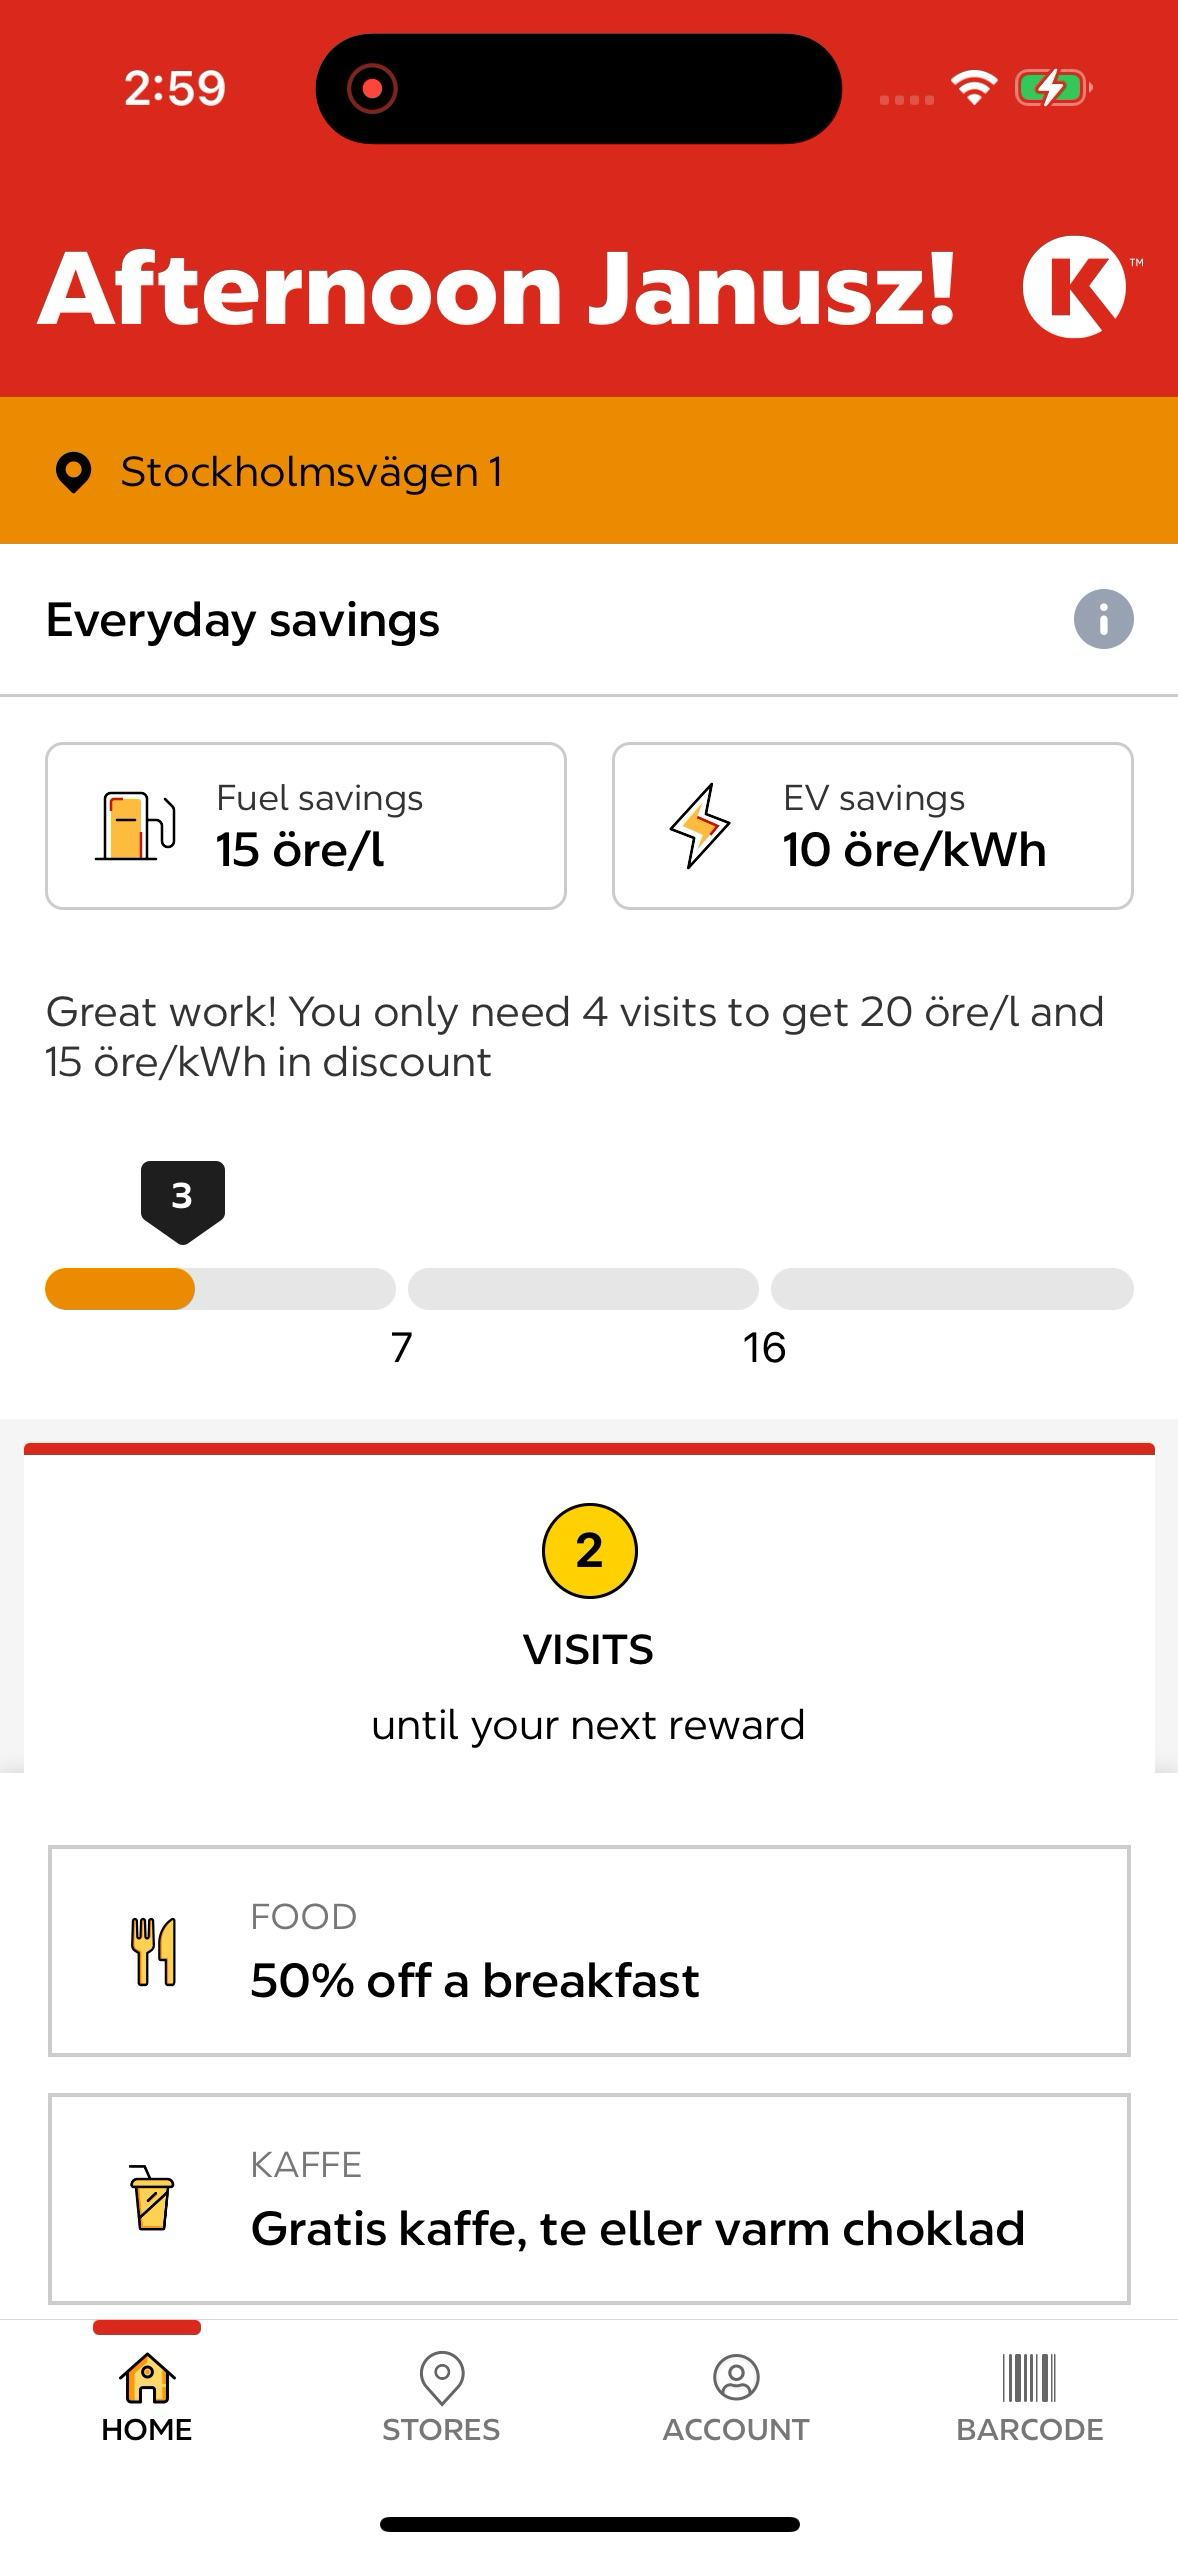 2:59
Afternoon Janusz!
K™
Stockholmsvägen 1
Everyday savings
Fuel savings
15 öre/l
EV savings
10 öre/kWh
Great work! You only need 4 visits to get 20 öre/l and
15 öre/kWh in discount
3
7
16
2
VISITS
until your next reward
FOOD
50% off a breakfast
KAFFE
Gratis kaffe, te eller varm choklad
HOME
STORES
ACCOUNT
BARCODE